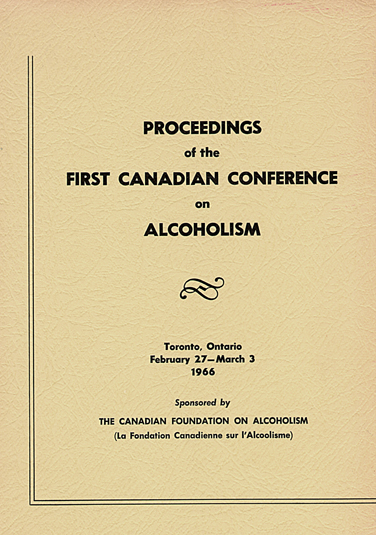 PROCEEDINGS
of the
FIRST CANADIAN CONFERENCE
on
ALCOHOLISM
Toronto, Ontario
February 27—March 3
1966
Sponsored by
THE CANADIAN FOUNDATION ON ALCOHOLISM
(La Fondation Canadienne sur l'Alcoolisme)